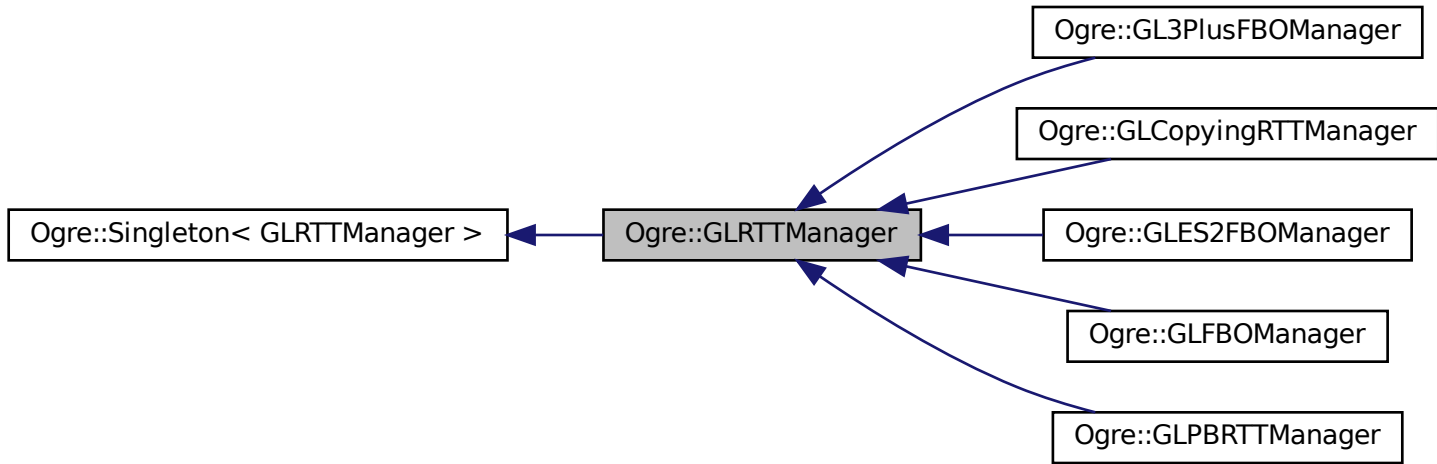 Ogre::GL3PlusFBOManager
Ogre::GLCopyingRTTManager
Ogre::Singleton< GLRTTManager >
Ogre::GLRTTManager
Ogre::GLES2FBOManager
Ogre::GLFBOManager
Ogre::GLPBRTTManager